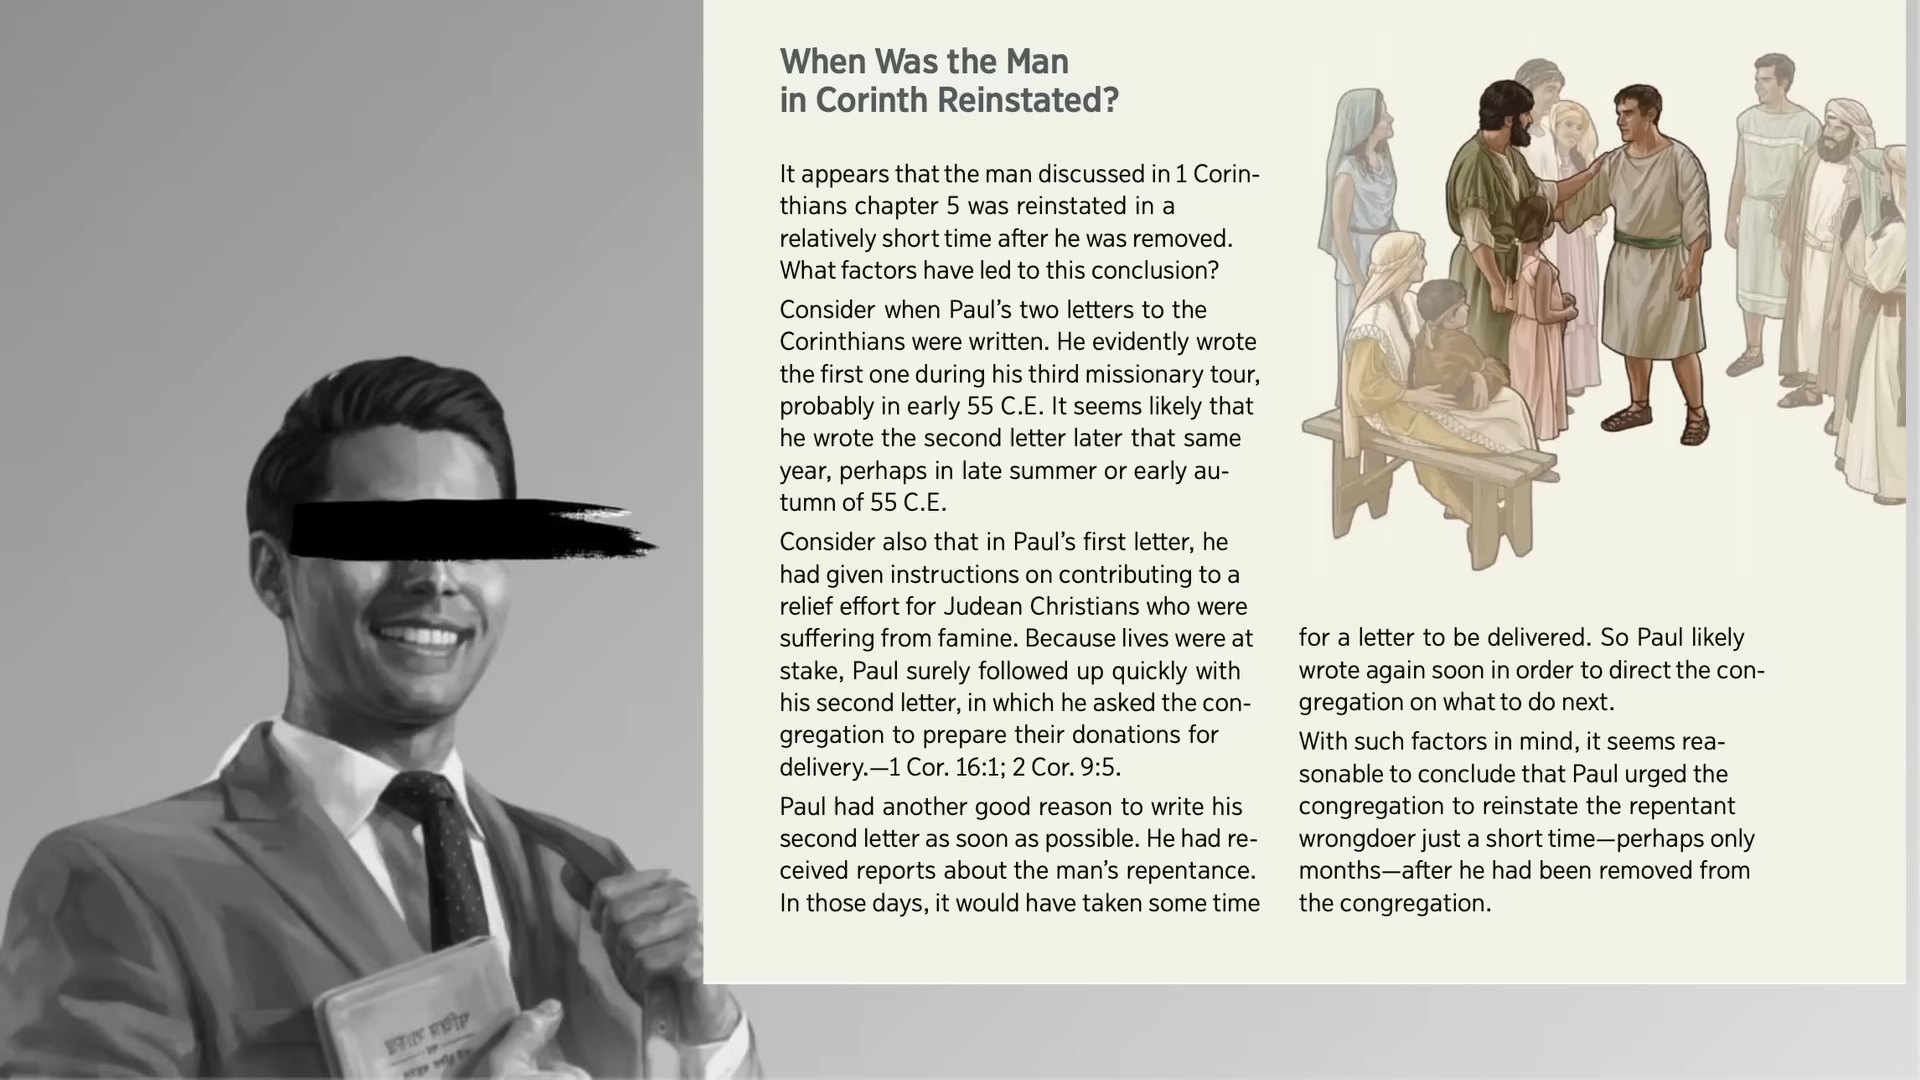 When Was the Man
in Corinth Reinstated?
It appears that the man discussed in 1 Corin-
thians chapter 5 was reinstated in a
relatively short time after he was removed.
What factors have led to this conclusion?
Consider when Paul’s two letters to the
Corinthians were written. He evidently wrote
the first one during his third missionary tour,
probably in early 55 C.E. It seems likely that
he wrote the second letter later that same
year, perhaps in late summer or early au-
tumn of 55 C.E.
Consider also that in Paul’s first letter, he
had given instructions on contributing to a
relief effort for Judean Christians who were
suffering from famine. Because lives were at
stake, Paul surely followed up quickly with
his second letter, in which he asked the con-
gregation to prepare their donations for
delivery.—1 Cor. 16:1; 2 Cor. 9:5.
Paul had another good reason to write his
second letter as soon as possible. He had re-
ceived reports about the man’s repentance.
In those days, it would have taken some time
for a letter to be delivered. So Paul likely
wrote again soon in order to direct the con-
gregation on what to do next.
With such factors in mind, it seems rea-
sonable to conclude that Paul urged the
congregation to reinstate the repentant
wrongdoer just a short time—perhaps only
months—after he had been removed from
the congregation.